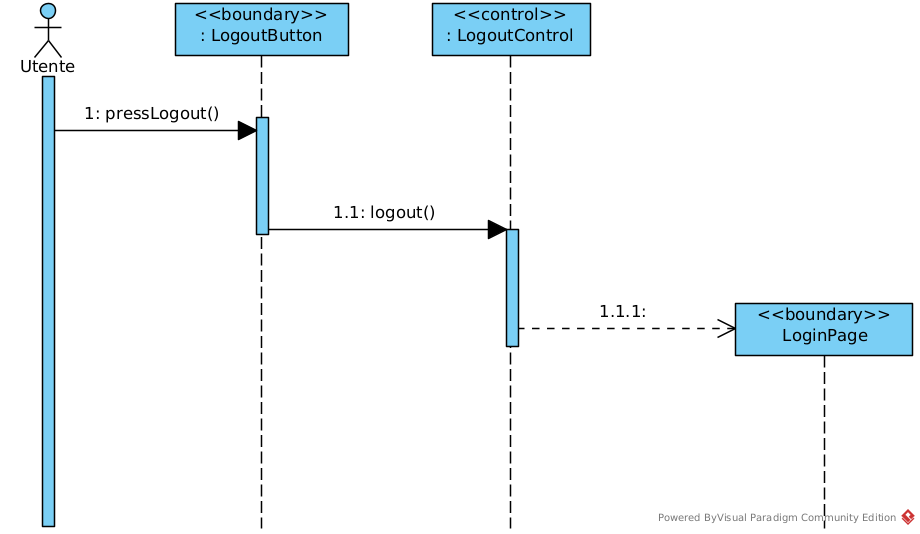 <<boundary>>
: LogoutButton
<<control>>
: LogoutControl
Utente
1: pressLogout()
1.1: logout()
1.1.1:
<<boundary>>
LoginPage
Powered ByVisual Paradigm Community Edition